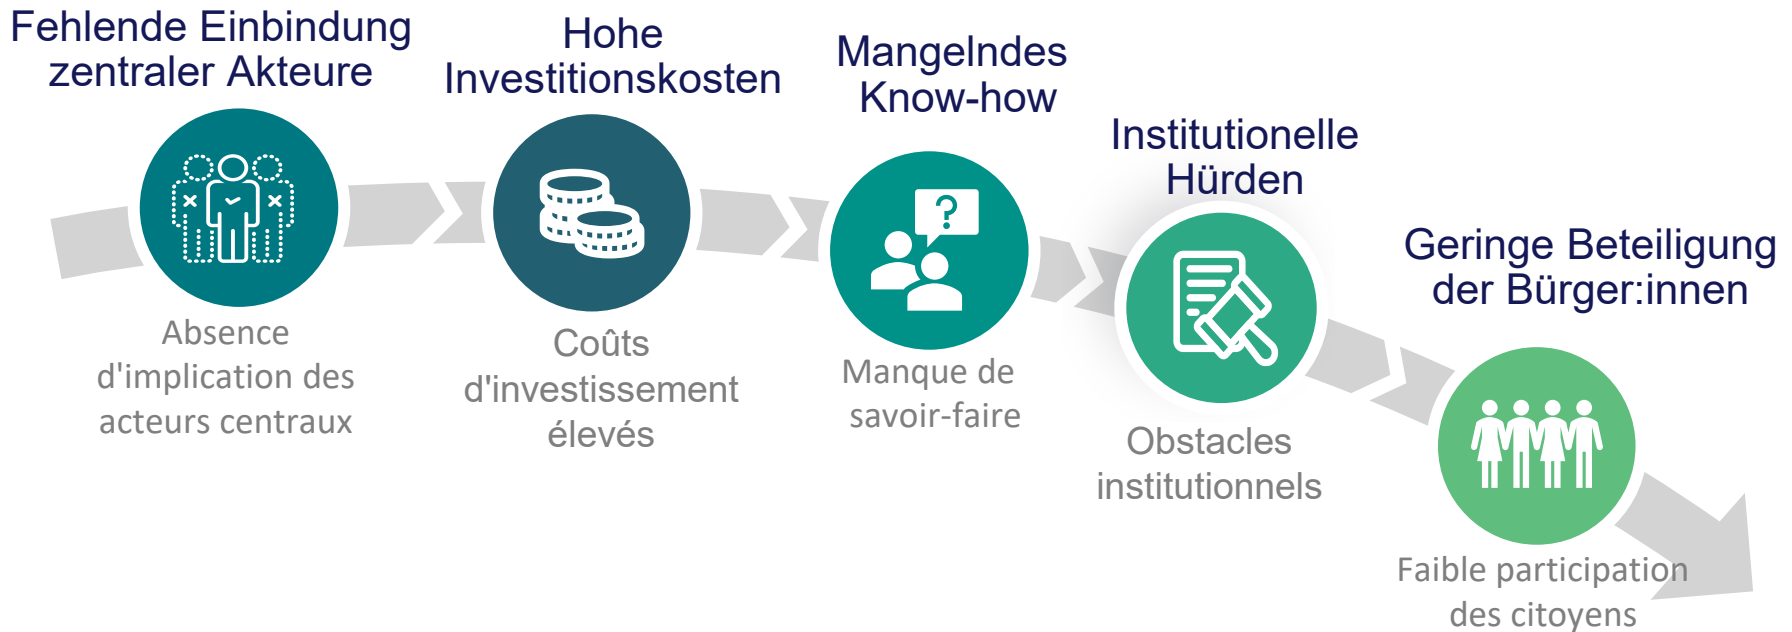 Fehlende Einbindung
zentraler Akteure
Absence
d'implication des
acteurs centraux
Hohe
Investitionskosten
Coûts
d'investissement
élevés
Mangelndes
Know-how
?
Manque de
savoir-faire
Institutionelle
Hürden
Obstacles
institutionnels
Geringe Beteiligung
der Bürger:innen
Faible participation
des citoyens